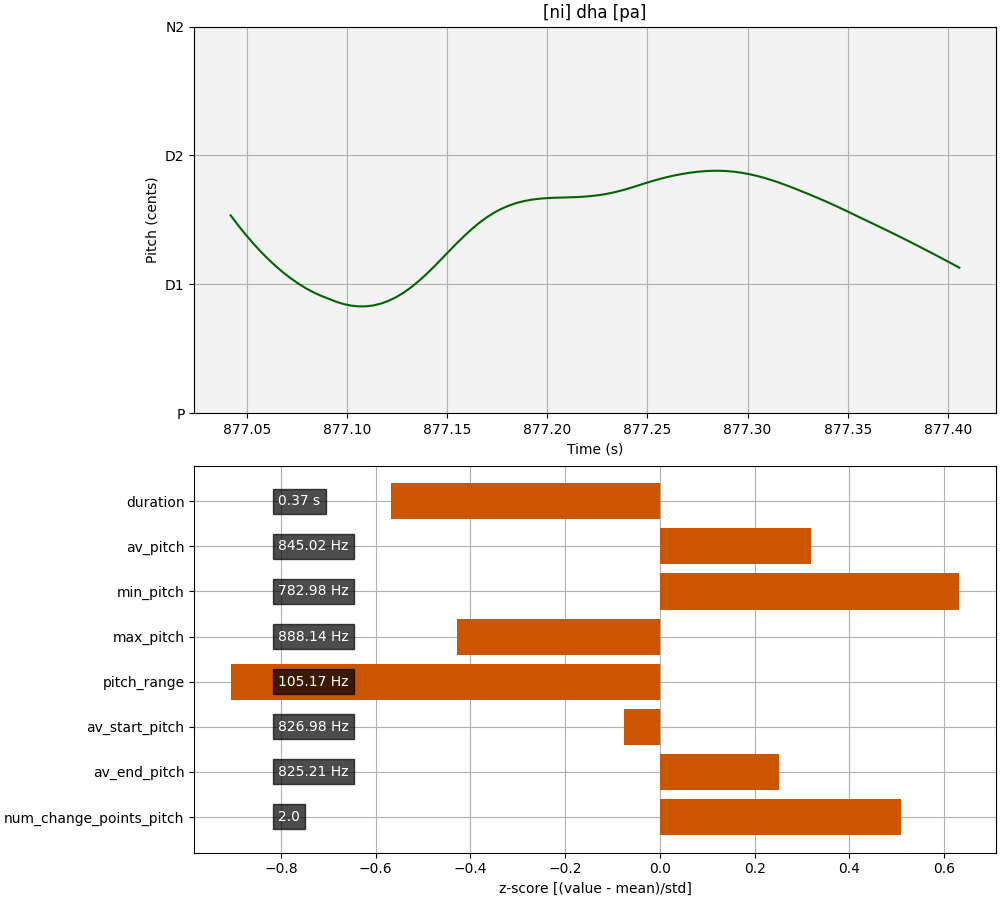 [ni] dha [pa]
N2
D2
D1
P
Pitch (cents)
877.05 877.10 877.15 877.20 877.25 877.30 877.35 877.40
Time (s)
duration 0.37 s
av_pitch 845.02 Hz
min_pitch 782.98 Hz
max_pitch 888.14 Hz
pitch_range 105.17 Hz
av_start_pitch 826.98 Hz
av_end_pitch 825.21 Hz
num_change_points_pitch 2.0
−0.8 −0.6 −0.4 −0.2 0.0 0.2 0.4 0.6
z-score [(value - mean)/std]